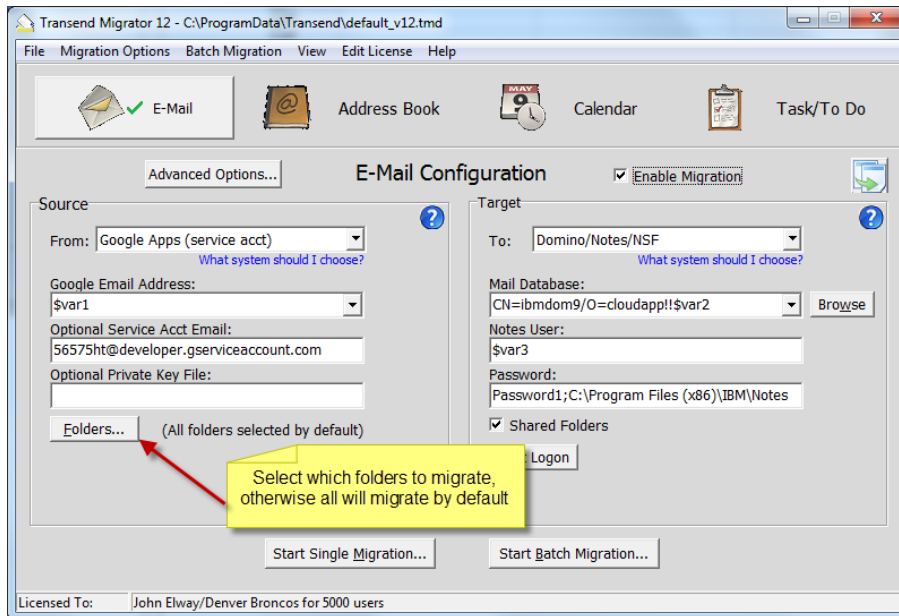 Transend Migrator 12 - C:\ProgramData\Transend\default_v12.tmd
File Migration Options Batch Migration View Edit License Help
E-Mail
Address Book
MAY
9
Calendar
Task/To Do
Advanced Options...
E-Mail Configuration
Enable Migration
Source
From: Google Apps (service acct)
What system should I choose?
Google Email Address:
$var1
Optional Service Acct Email:
56575ht@developer.gserviceaccount.com
Optional Private Key File:
Folders...
(All folders selected by default)
Target
To: Domino/Notes/NSF
What system should I choose?
Mail Database:
CN=ibmdom9/O=cloudapp!!$var2
Browse
Notes User:
$var3
Password:
Password1;C:\Program Files (x86)\IBM\Notes
Shared Folders
Logon
Select which folders to migrate,
otherwise all will migrate by default
Start Single Migration...
Start Batch Migration...
Licensed To: John Elway/Denver Broncos for 5000 users